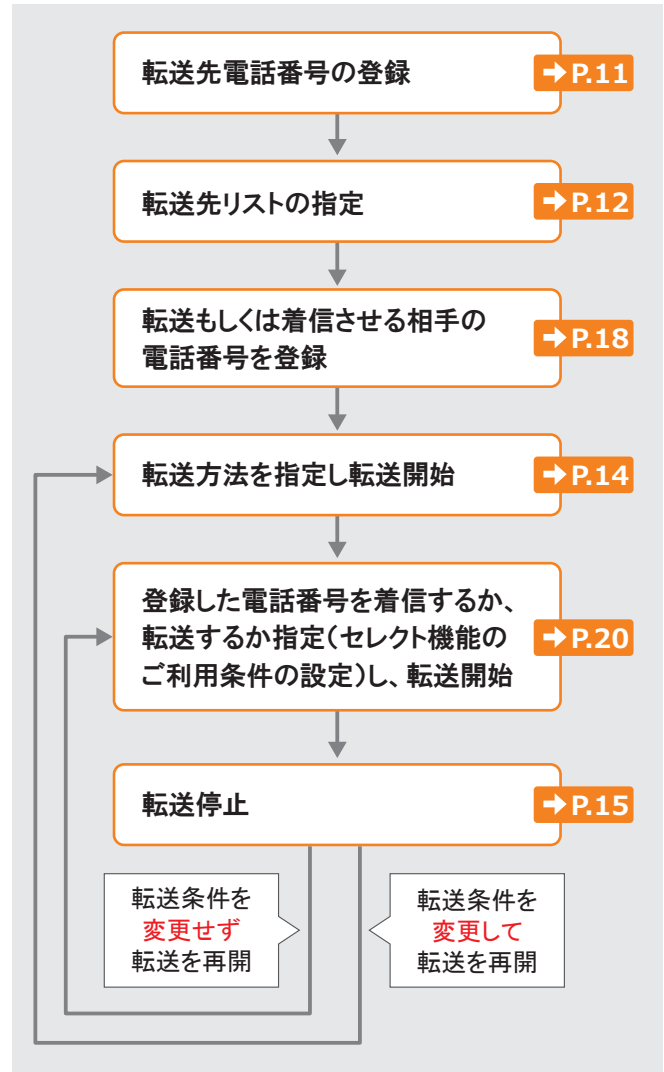 転送先電話番号の登録
➔P.11
転送先リストの指定
➔P.12
転送もしくは着信させる相手の
電話番号を登録
➔P.18
転送方法を指定し転送開始
➔P.14
登録した電話番号を着信するか、
転送するか指定(セレクト機能の
ご利用条件の設定)し、転送開始
➔P.20
転送停止
➔P.15
転送条件を
変更せず
転送を再開
転送条件を
変更して
転送を再開